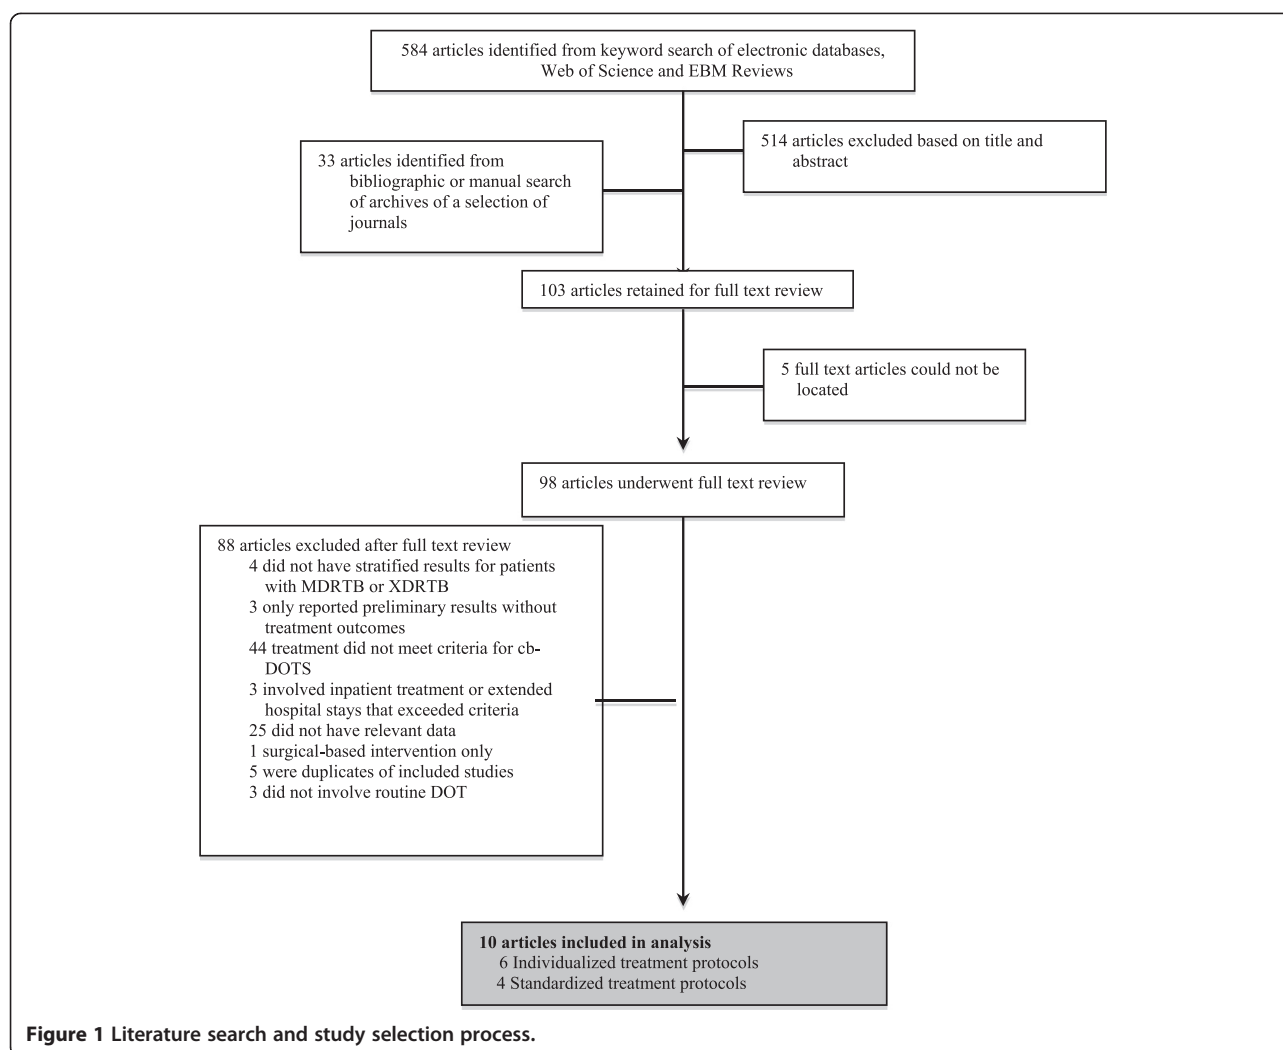 584 articles identified from keyword search of electronic databases,
Web of Science and EBM Reviews
514 articles excluded based on title and
abstract
33 articles identified from
bibliographic or manual search
of archives of a selection of
journals
103 articles retained for full text review
5 full text articles could not be
located
98 articles underwent full text review
88 articles excluded after full text review
4 did not have stratified results for patients
with MDRTB or XDRTB
3 only reported preliminary results without
treatment outcomes
44 treatment did not meet criteria for cb-
DOTS
3 involved inpatient treatment or extended
hospital stays that exceeded criteria
25 did not have relevant data
1 surgical-based intervention only
5 were duplicates of included studies
3 did not involve routine DOT
10 articles included in analysis
6 Individualized treatment protocols
4 Standardized treatment protocols
Figure 1 Literature search and study selection process.